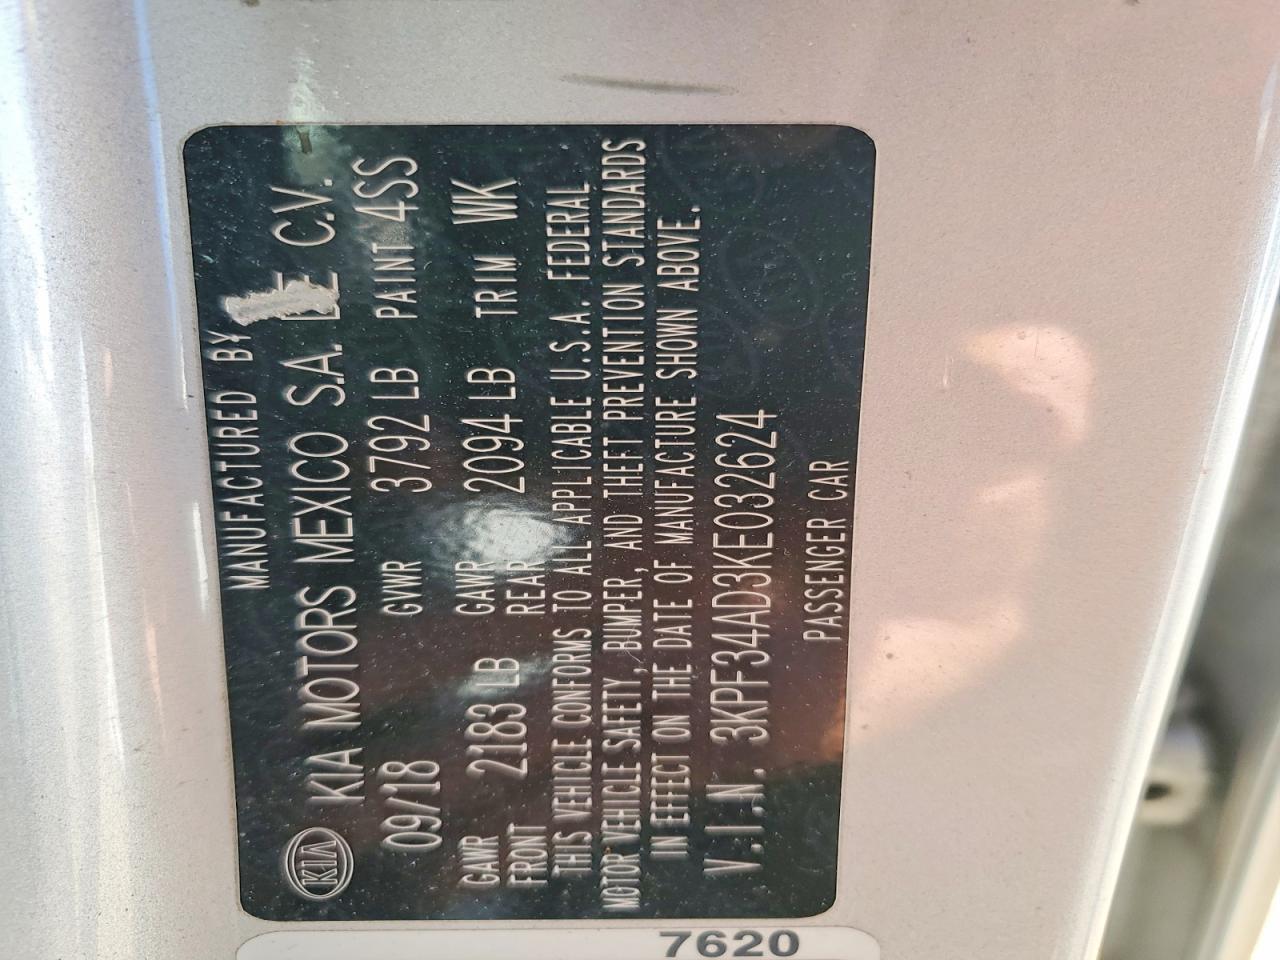 MANUFACTURED BY
KIA
KIA MOTORS MEXICO S.A. DE C.V.
09/18 GVWR 3792 LB PAINT 4SS
GAWR FRONT 2183 LB GAWR REAR 2094 LB TRIM WK
THIS VEHICLE CONFORMS TO ALL APPLICABLE U.S.A. FEDERAL
MOTOR VEHICLE SAFETY, BUMPER, AND THEFT PREVENTION STANDARDS
IN EFFECT ON THE DATE OF MANUFACTURE SHOWN ABOVE.
V.I.N. 3KPF34AD3KE032624
PASSENGER CAR
7620